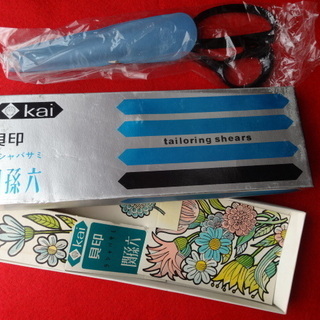 kai
貝印
シャバサミ
関孫六
tailoring shears
kai
貝印
関孫六